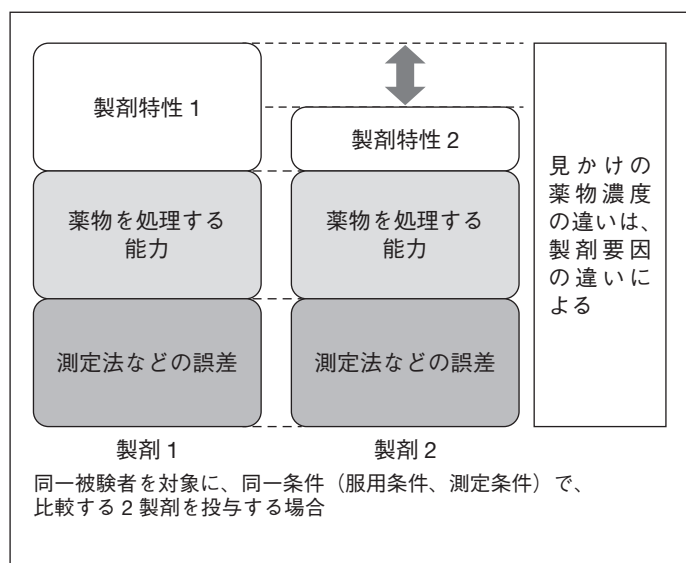 製剤特性 1
製剤特性 2
薬物を処理する
能力
薬物を処理する
能力
測定法などの誤差
測定法などの誤差
見かけの
薬物濃度
の違いは、
製剤要因
の違いに
よる
製剤 1
製剤 2
同一被験者を対象に、同一条件（服用条件、測定条件）で、
比較する 2 製剤を投与する場合